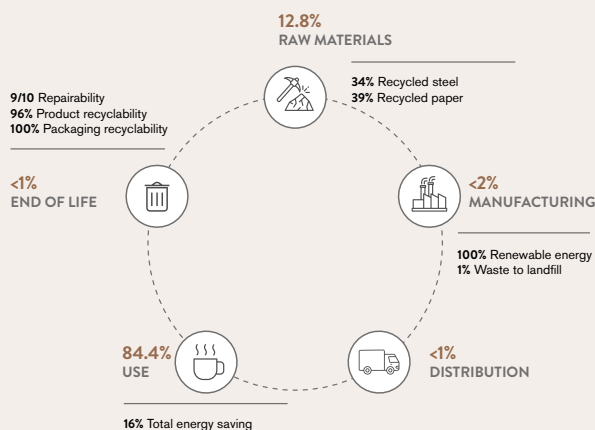 12.8%
RAW MATERIALS
34% Recycled steel
39% Recycled paper
<2%
MANUFACTURING
100% Renewable energy
1% Waste to landfill
<1%
DISTRIBUTION
84.4%
USE
16% Total energy saving
9/10 Repairability
96% Product recyclability
100% Packaging recyclability
<1%
END OF LIFE